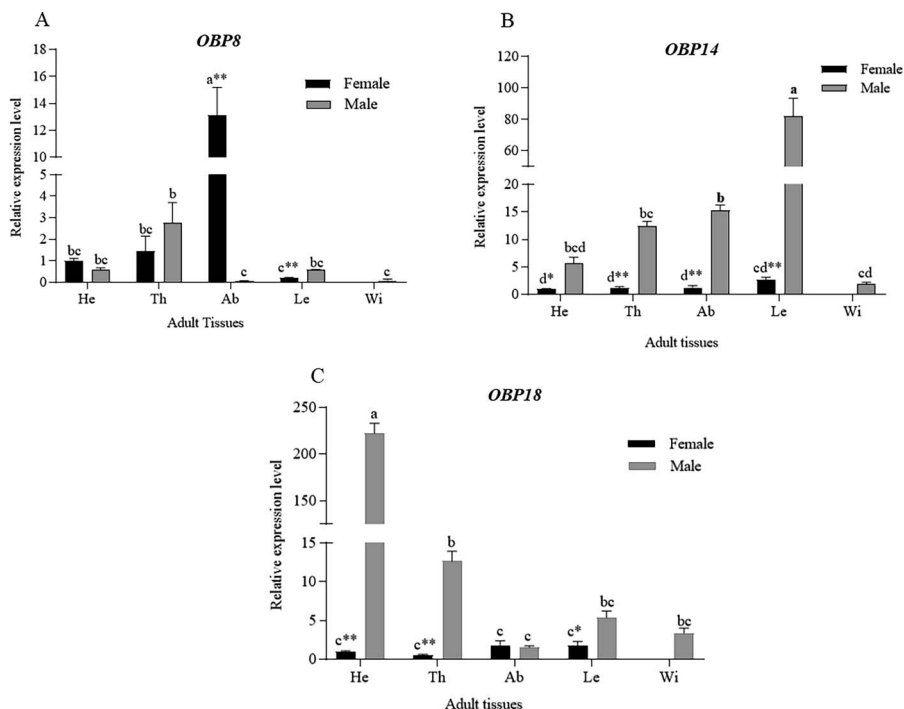 A
OBP8
18
16
14
12
10
8
6
5
4
3
2
1
0
Relative expression level
Female
Male
bc
bc
bc
b
a**
c
c**
bc
c
He Th Ab Le Wi
Adult Tissues
B
OBP14
120
100
80
60
40
20
15
10
5
0
Relative expression level
Female
Male
d*
bcd
d**
bc
d**
b
cd**
a
cd
He Th Ab Le Wi
Adult tissues
C
OBP18
250
200
150
15
10
5
0
Relative expression level
Female
Male
c**
a
c**
b
c
c
c*
bc
bc
He Th Ab Le Wi
Adult tissues